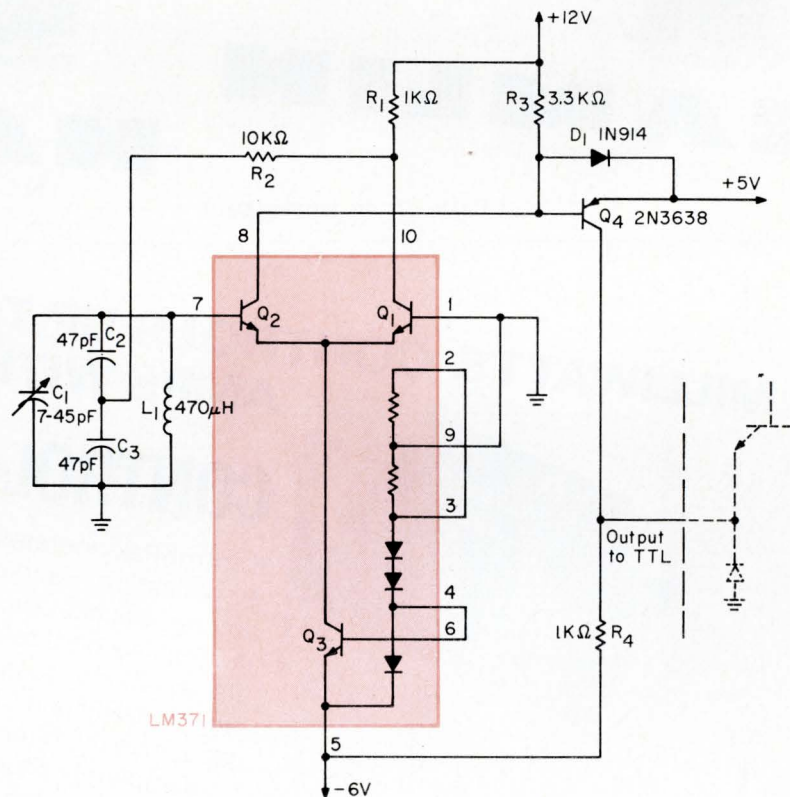 +12V
R1 1KΩ
R3 3.3KΩ
10KΩ
R2
D1 1N914
+5V
Q4 2N3638
8
10
7
Q2
Q1
1
C2
47pF
2
C1
7-45pF
L1 470μH
C3
47pF
9
3
Output
to TTL
4
6
Q3
1KΩ R4
LM371
5
-6V